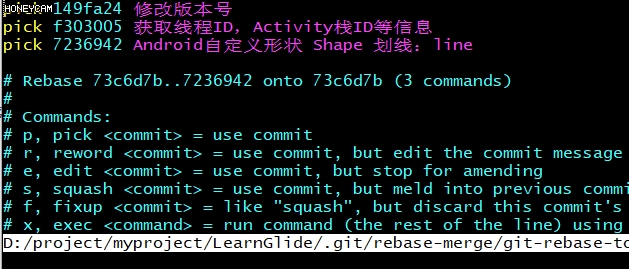 HONEYCAM
149fa24 修改版本号
pick f303005 获取线程ID，Activity栈ID等信息
pick 7236942 Android自定义形状 Shape 划线：line
# Rebase 73c6d7b..7236942 onto 73c6d7b (3 commands)
#
# Commands:
# p, pick <commit> = use commit
# r, reword <commit> = use commit, but edit the commit message
# e, edit <commit> = use commit, but stop for amending
# s, squash <commit> = use commit, but meld into previous commi
# f, fixup <commit> = like "squash", but discard this commit's
# x, exec <command> = run command (the rest of the line) using
D:/project/myproject/LearnGlide/.git/rebase-merge/git-rebase-to